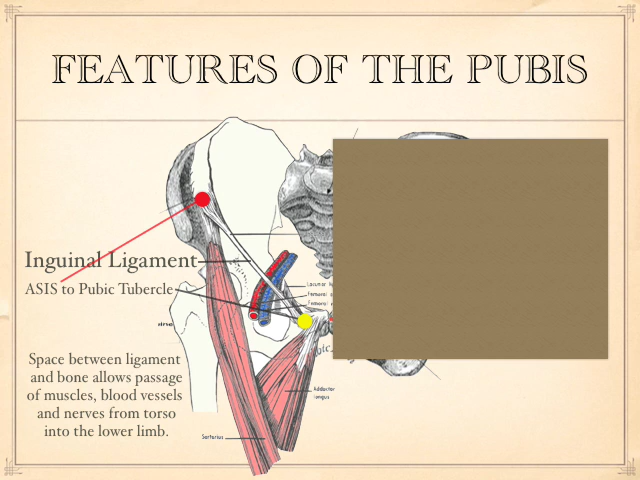 FEATURES OF THE PUBIS
Inguinal Ligament
ASIS to Pubic Tubercle
Space between ligament
and bone allows passage
of muscles, blood vessels
and nerves from torso
into the lower limb.
Lacunar
Femoral
Femoral
Adductor
longus
Sartorius